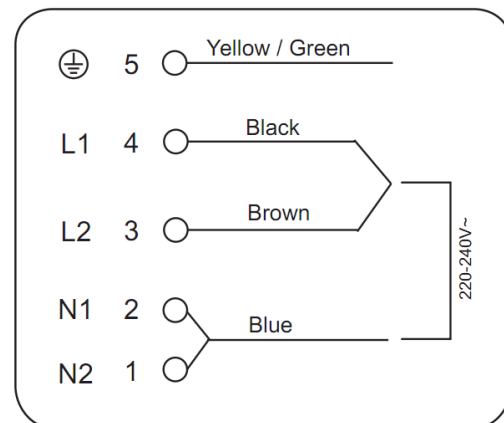 5 Yellow / Green
L1 4 Black
L2 3 Brown
220-240V~
N1 2
Blue
N2 1